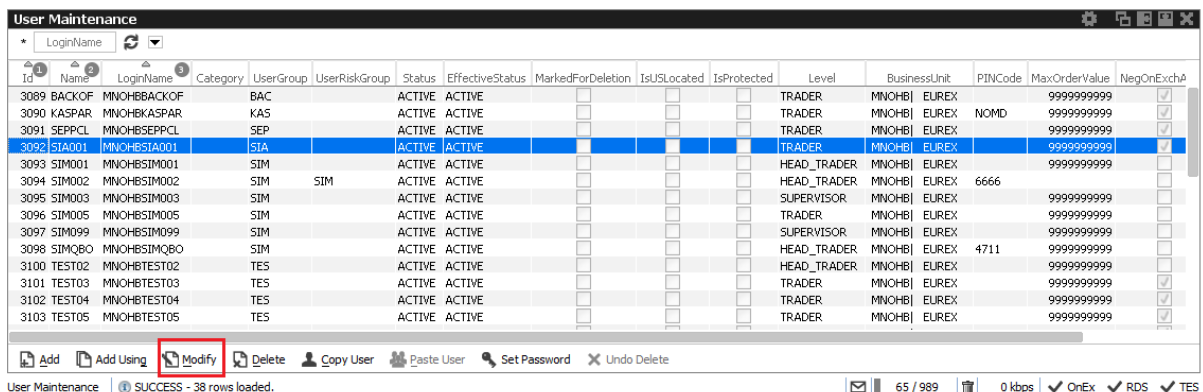 User Maintenance
* LoginName
Id 1 Name 2 LoginName 3 Category UserGroup UserRiskGroup Status EffectiveStatus MarkedForDeletion IsUSLocated IsProtected Level BusinessUnit PINCode MaxOrderValue NegOnExchA
3089 BACKOF MNOHBBACKOF BAC ACTIVE ACTIVE TRADER MNOHB| EUREX 9999999999
3090 KASPAR MNOHBKASPAR KAS ACTIVE ACTIVE TRADER MNOHB| EUREX NOMD 9999999999
3091 SEPPCL MNOHBSEPPCL SEP ACTIVE ACTIVE TRADER MNOHB| EUREX 9999999999
3092 SIA001 MNOHBSIA001 SIA ACTIVE ACTIVE TRADER MNOHB| EUREX 9999999999
3093 SIM001 MNOHBSIM001 SIM ACTIVE ACTIVE HEAD_TRADER MNOHB| EUREX 9999999999
3094 SIM002 MNOHBSIM002 SIM SIM ACTIVE ACTIVE HEAD_TRADER MNOHB| EUREX 6666
3095 SIM003 MNOHBSIM003 SIM ACTIVE ACTIVE SUPERVISOR MNOHB| EUREX 9999999999
3096 SIM005 MNOHBSIM005 SIM ACTIVE ACTIVE TRADER MNOHB| EUREX 9999999999
3097 SIM099 MNOHBSIM099 SIM ACTIVE ACTIVE SUPERVISOR MNOHB| EUREX 9999999999
3098 SIMQBO MNOHBSIMQBO SIM ACTIVE ACTIVE HEAD_TRADER MNOHB| EUREX 4711 9999999999
3100 TEST02 MNOHBTEST02 TES ACTIVE ACTIVE HEAD_TRADER MNOHB| EUREX 9999999999
3101 TEST03 MNOHBTEST03 TES ACTIVE ACTIVE TRADER MNOHB| EUREX 9999999999
3102 TEST04 MNOHBTEST04 TES ACTIVE ACTIVE TRADER MNOHB| EUREX 9999999999
3103 TEST05 MNOHBTEST05 TES ACTIVE ACTIVE TRADER MNOHB| EUREX 9999999999
Add Add Using Modify Delete Copy User Paste User Set Password Undo Delete
User Maintenance SUCCESS - 38 rows loaded. 65 / 989 0 kbps OnEx RDS TES